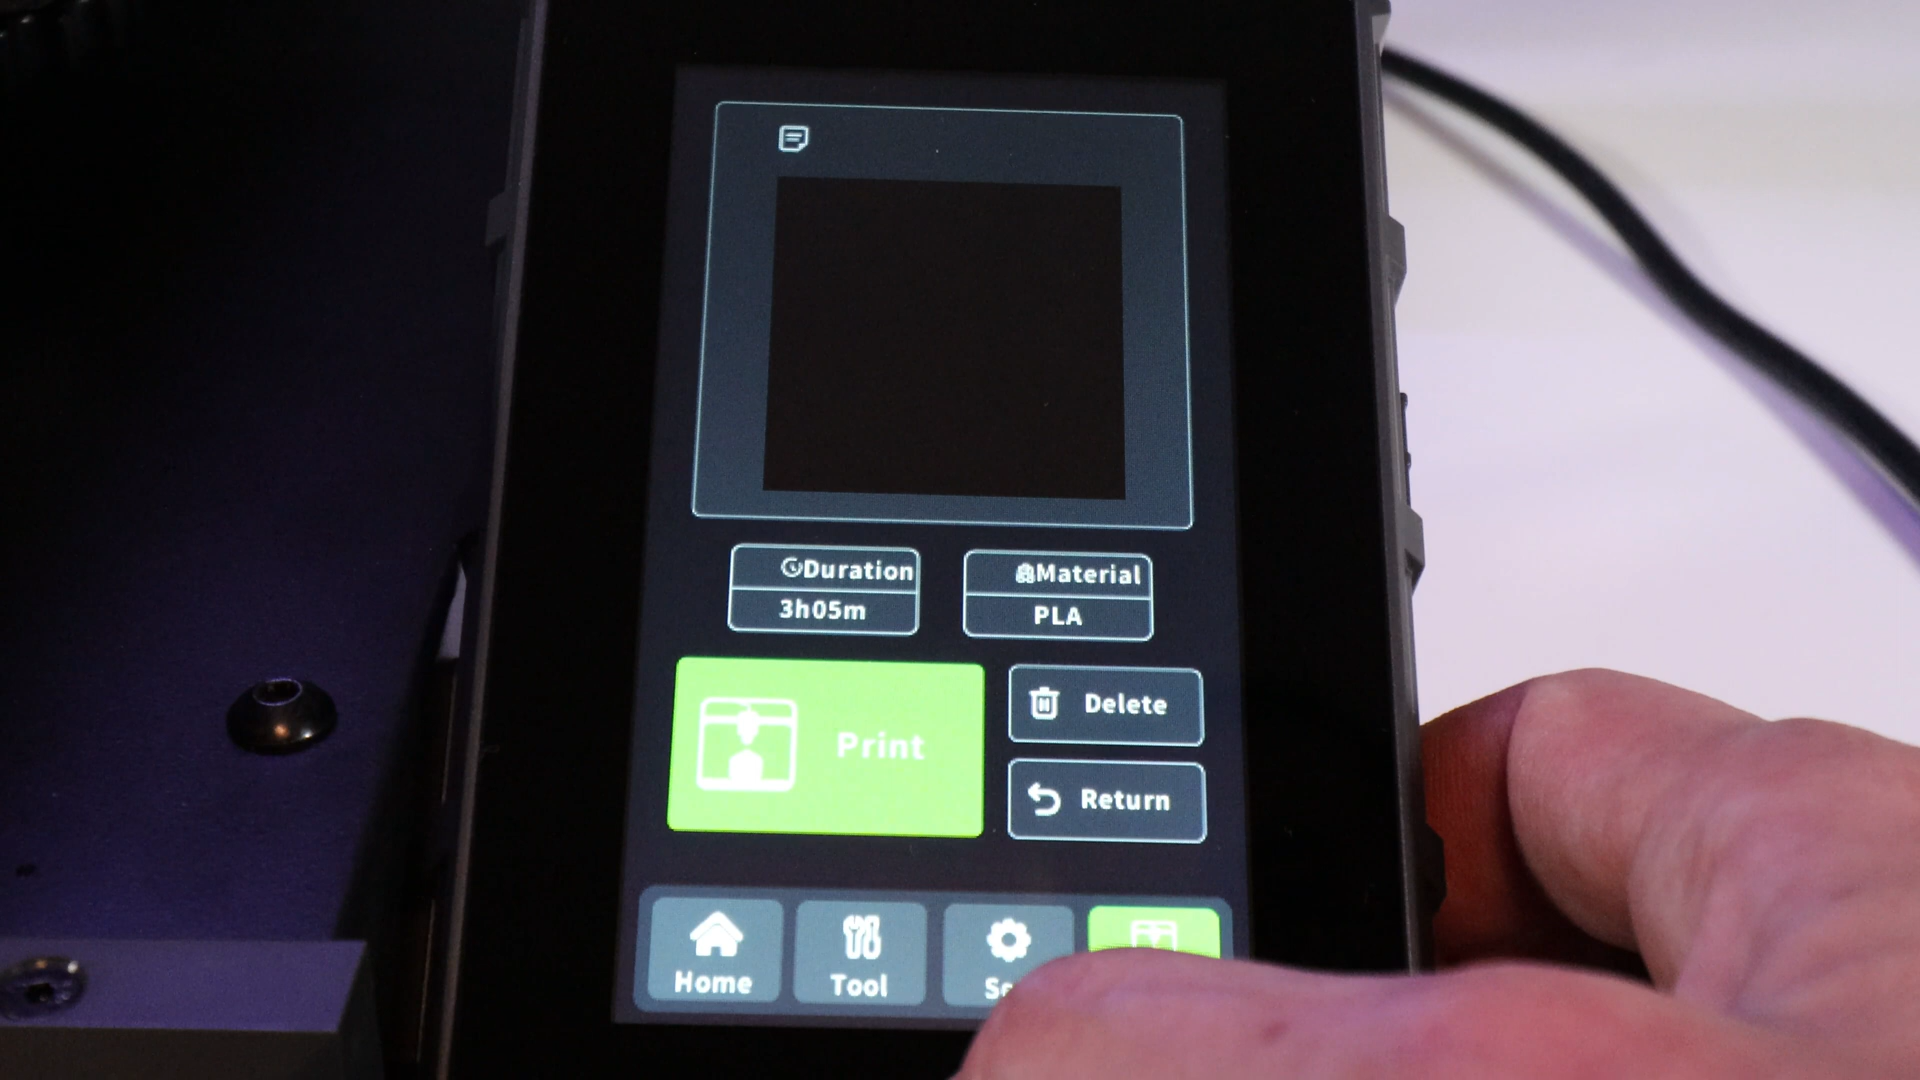 Duration
3h05m
Material
PLA
Print
Delete
Return
Home
Tool